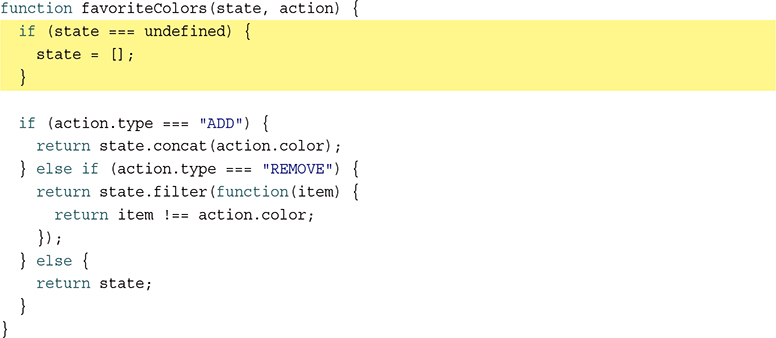 function favoriteColors(state, action) {
  if (state === undefined) {
    state = [];
  }

  if (action.type === "ADD") {
    return state.concat(action.color);
  } else if (action.type === "REMOVE") {
    return state.filter(function(item) {
      return item !== action.color;
    });
  } else {
    return state;
  }
}